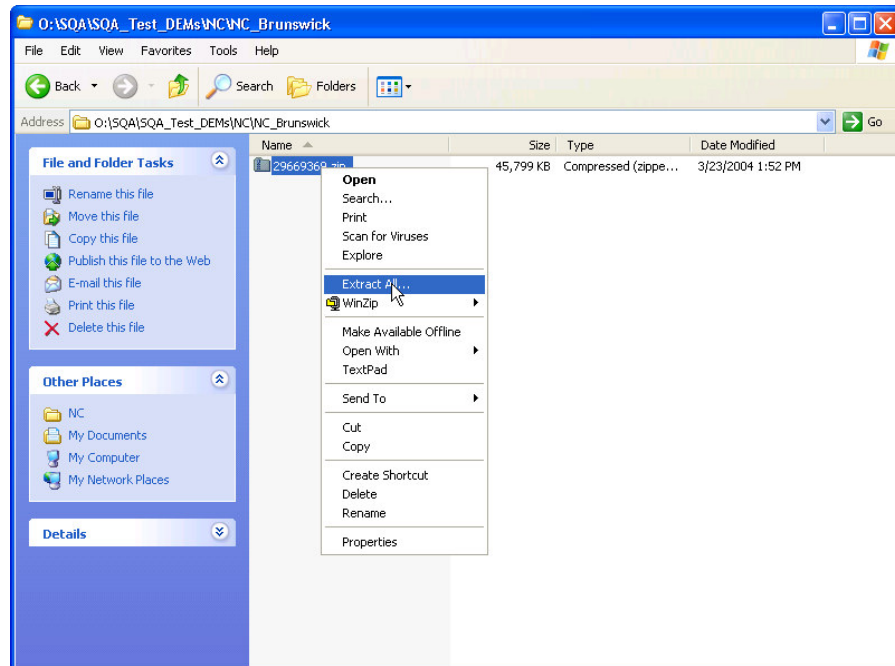 O:\SQA\SQA_Test_DEMs\NC\NC_Brunswick
File Edit View Favorites Tools Help
Back Search Folders
Address O:\SQA\SQA_Test_DEMs\NC\NC_Brunswick Go
Name Size Type Date Modified
29669369.zip 45,799 KB Compressed (zippe... 3/23/2004 1:52 PM
File and Folder Tasks
Rename this file
Move this file
Copy this file
Publish this file to the Web
E-mail this file
Print this file
Delete this file
Other Places
NC
My Documents
My Computer
My Network Places
Details
Open
Search...
Print
Scan for Viruses
Explore
Extract All...
WinZip
Make Available Offline
Open With
TextPad
Send To
Cut
Copy
Create Shortcut
Delete
Rename
Properties